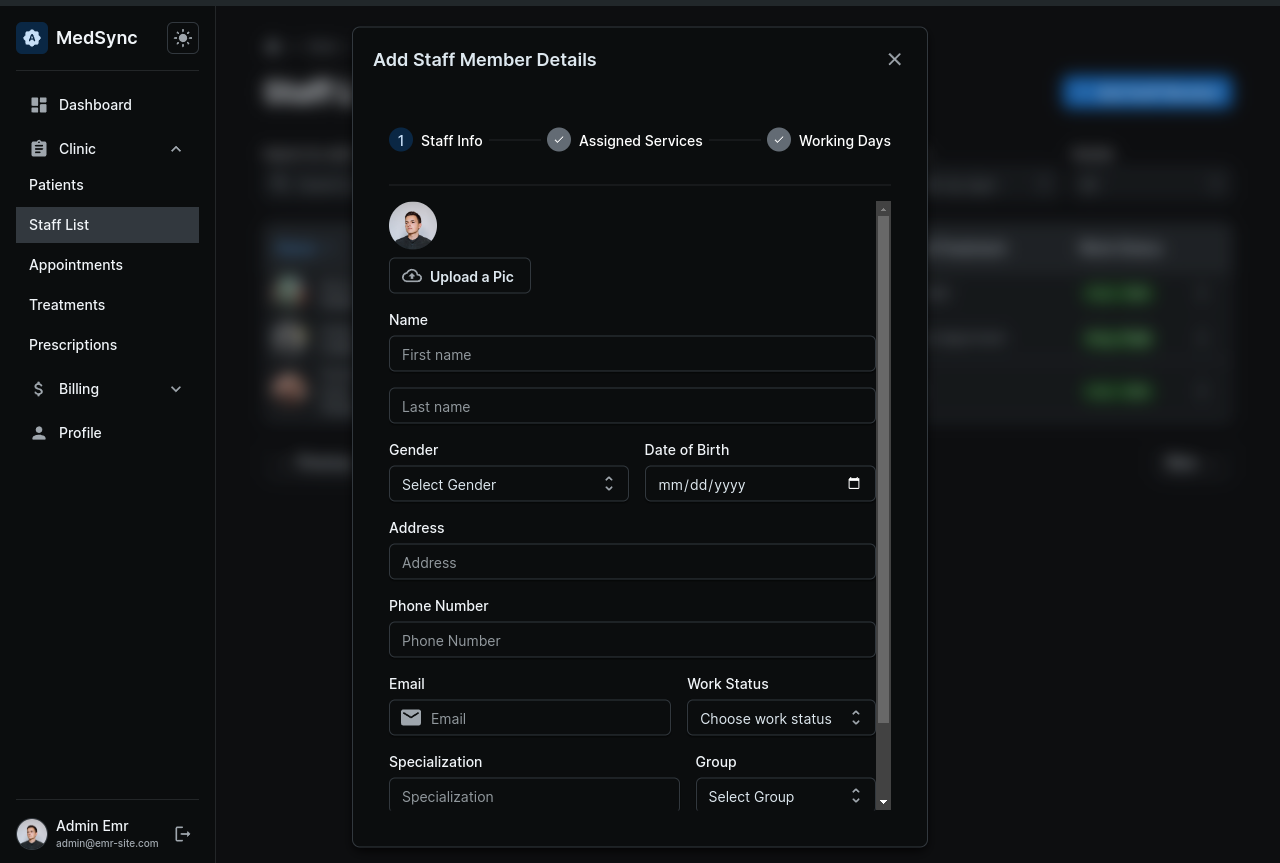 MedSync
Dashboard
Clinic
Patients
Staff List
Appointments
Treatments
Prescriptions
Billing
Profile
Admin Emr
admin@emr-site.com
Add Staff Member Details
1 Staff Info
Assigned Services
Working Days
Upload a Pic
Name
First name
Last name
Gender
Date of Birth
Select Gender
mm/dd/yyyy
Address
Address
Phone Number
Phone Number
Email
Work Status
Email
Choose work status
Specialization
Group
Specialization
Select Group